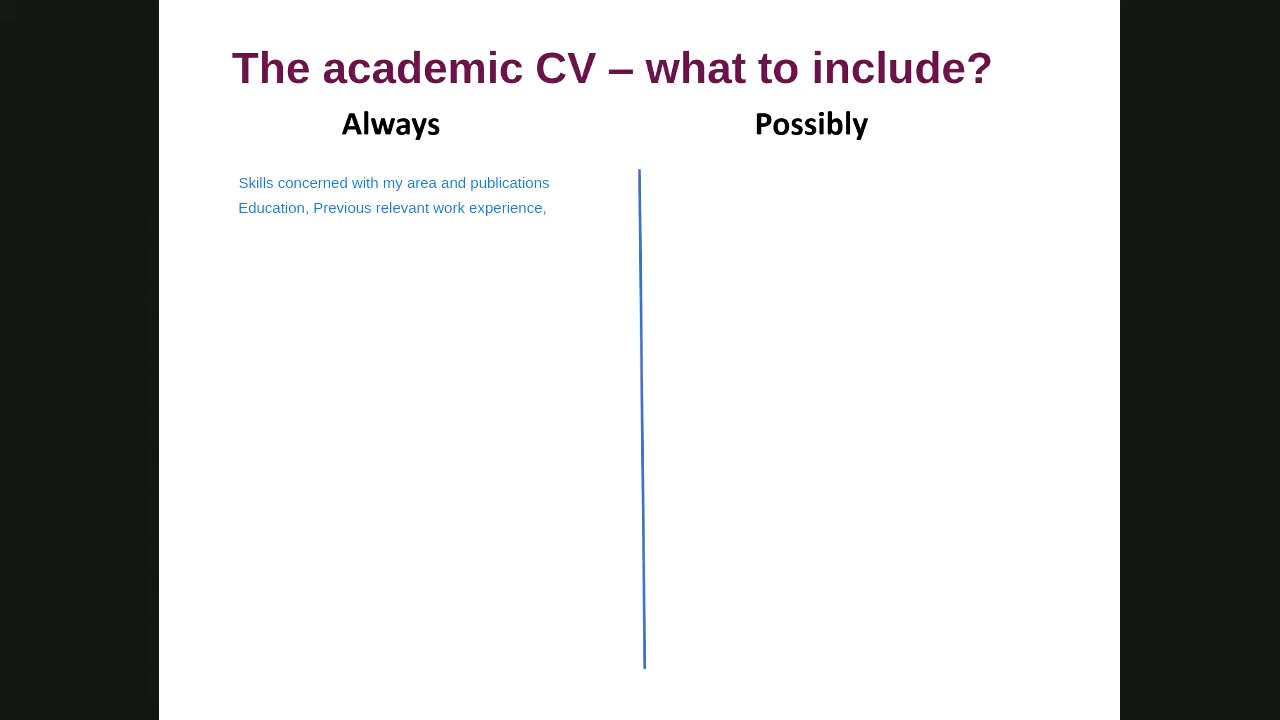 The academic CV – what to include?
Always
Possibly
Skills concerned with my area and publications
Education, Previous relevant work experience,